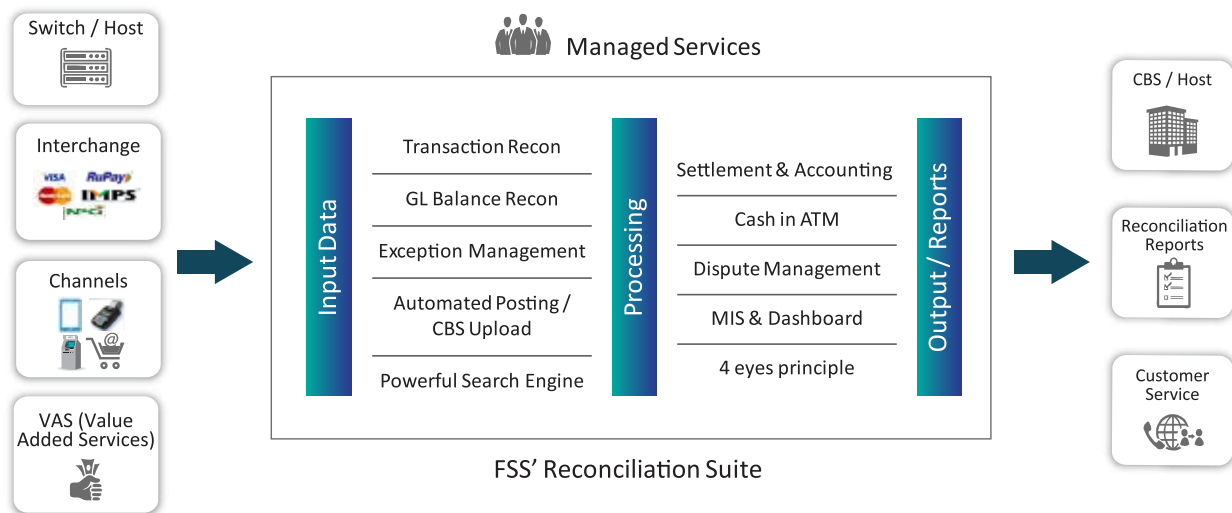 Switch / Host
Interchange
VISA
RuPay
MasterCard
IMPS
NPCI
Channels
@
VAS (Value
Added Services)
Managed Services
Input Data
Transaction Recon
GL Balance Recon
Exception Management
Automated Posting /
CBS Upload
Powerful Search Engine
Processing
Settlement & Accounting
Cash in ATM
Dispute Management
MIS & Dashboard
4 eyes principle
Output / Reports
FSS’ Reconciliation Suite
CBS / Host
Reconciliation
Reports
Customer
Service